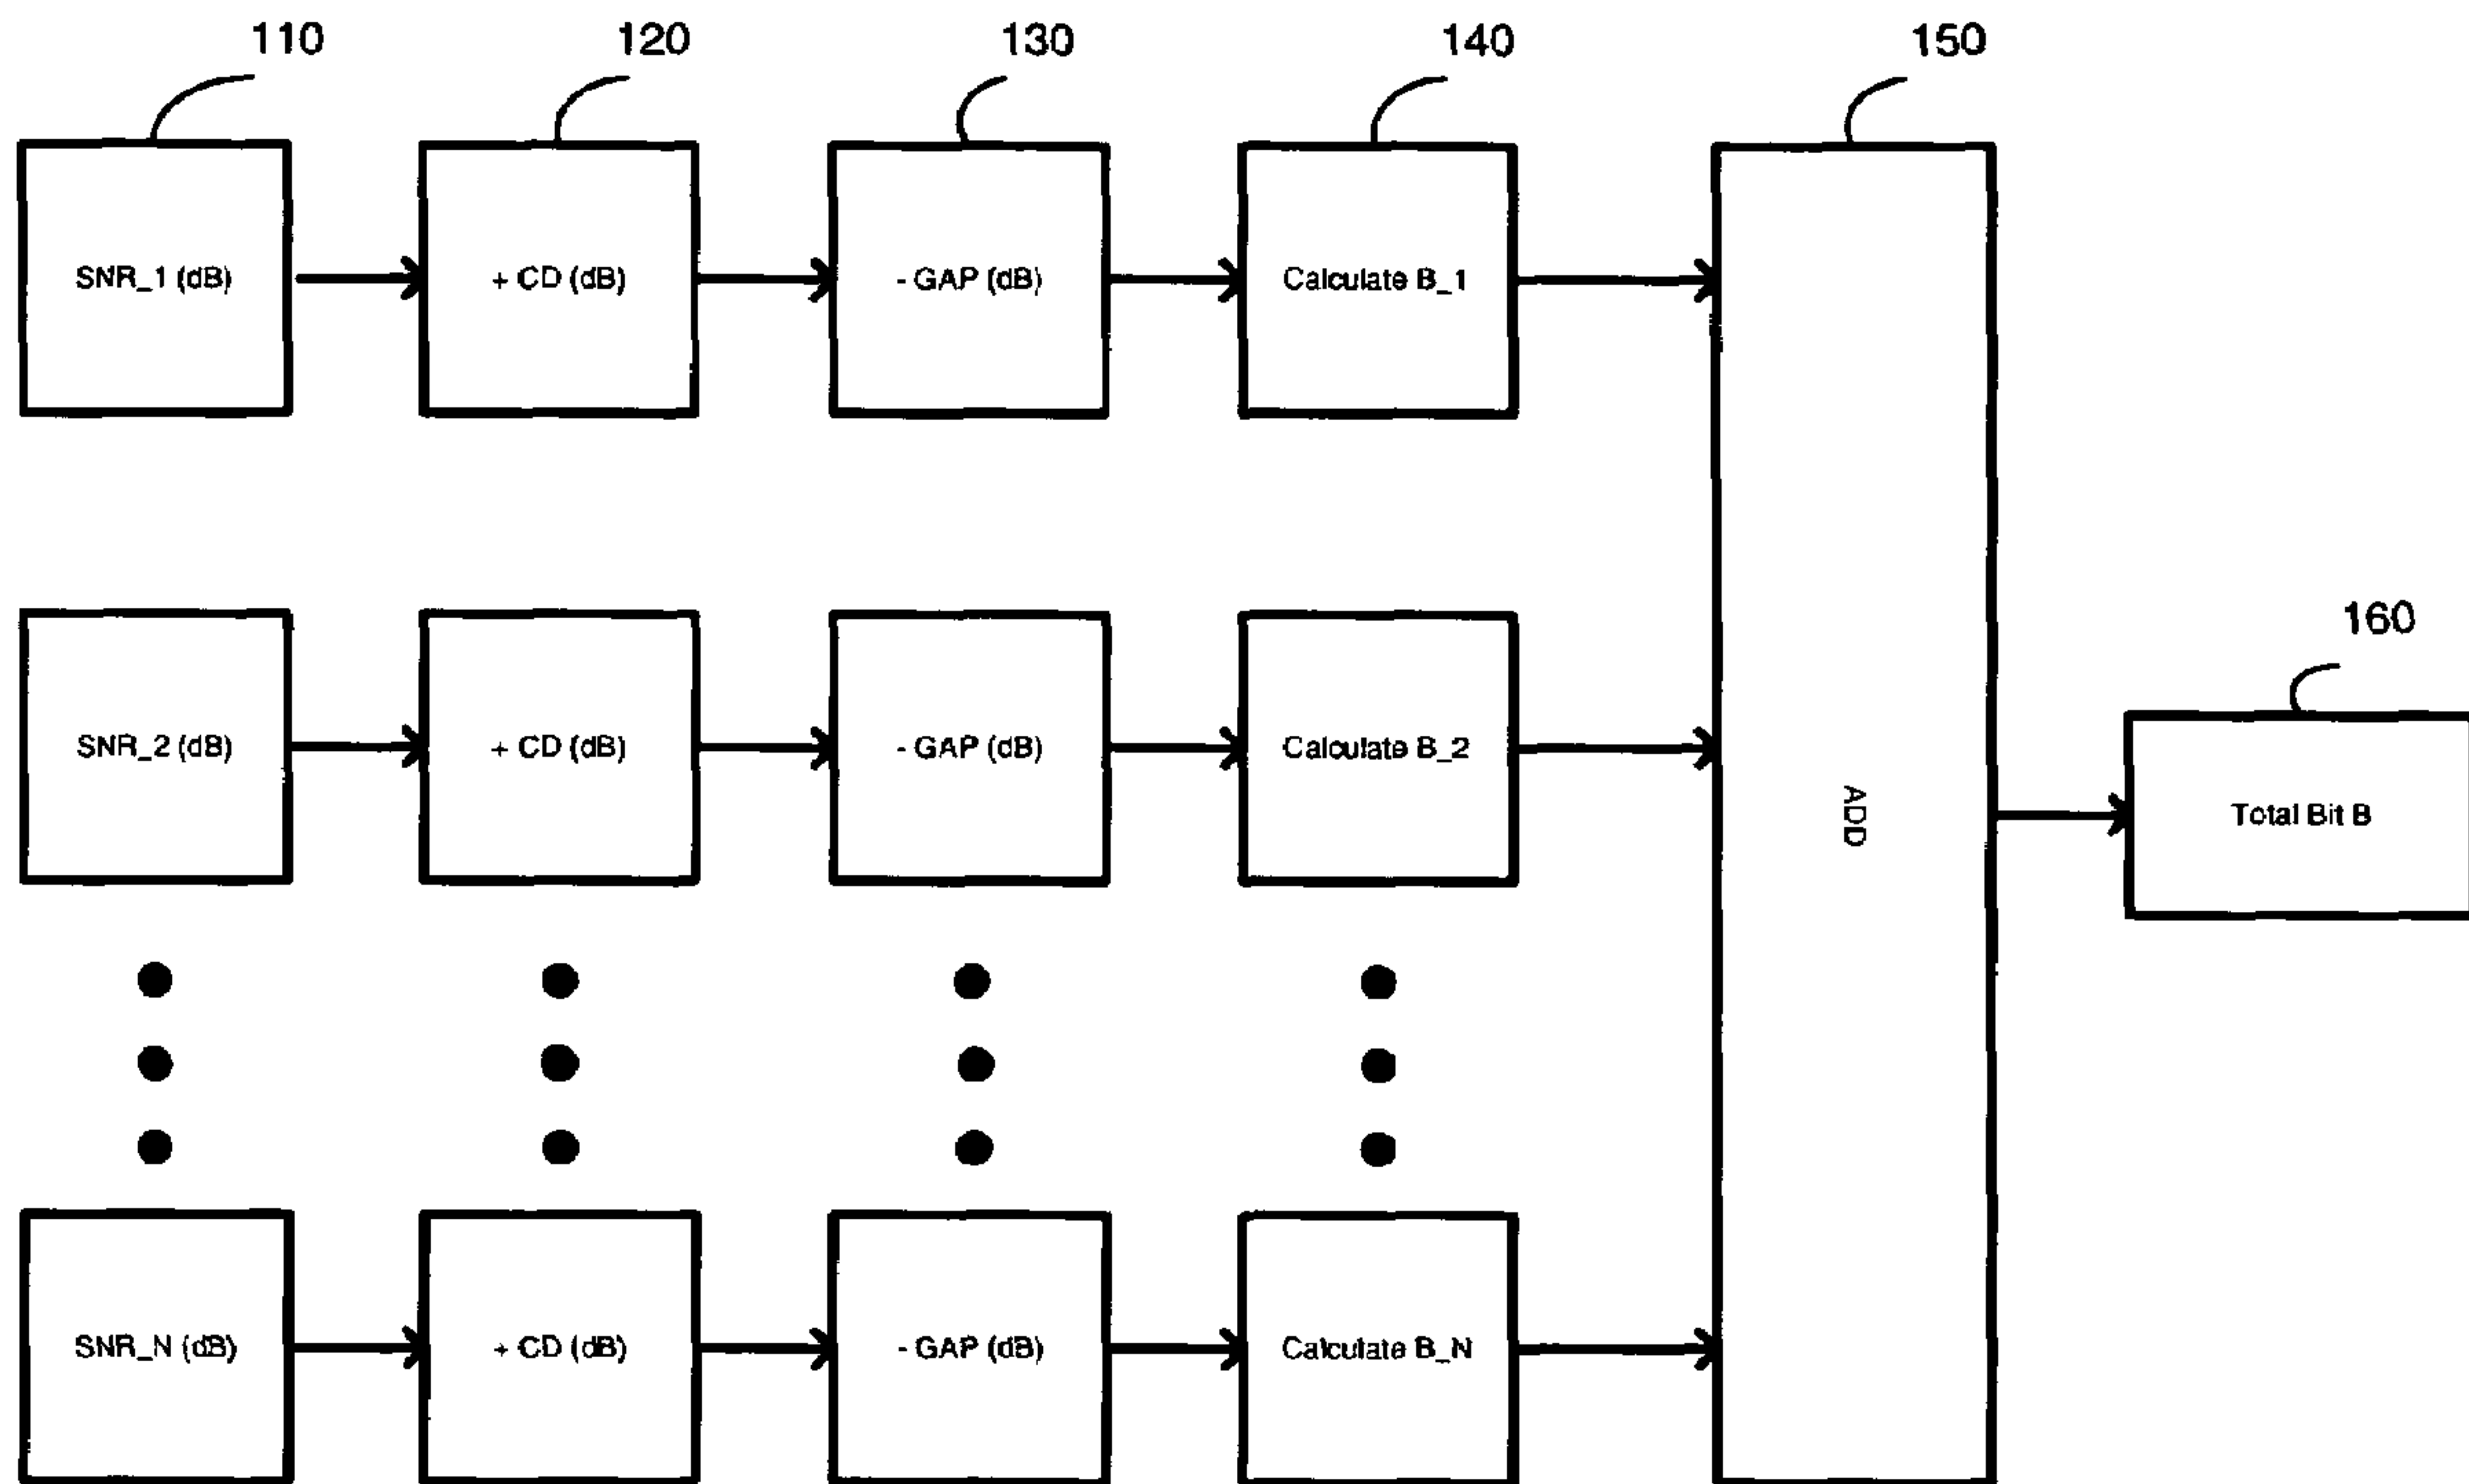 110 120 130 140 150
SNR_1 (dB) + CD (dB) - GAP (dB) Calculate B_1
160
SNR_2 (dB) + CD (dB) - GAP (dB) Calculate B_2
ADD
Total Bit B
SNR_N (dB) + CD (dB) - GAP (dB) Calculate B_N